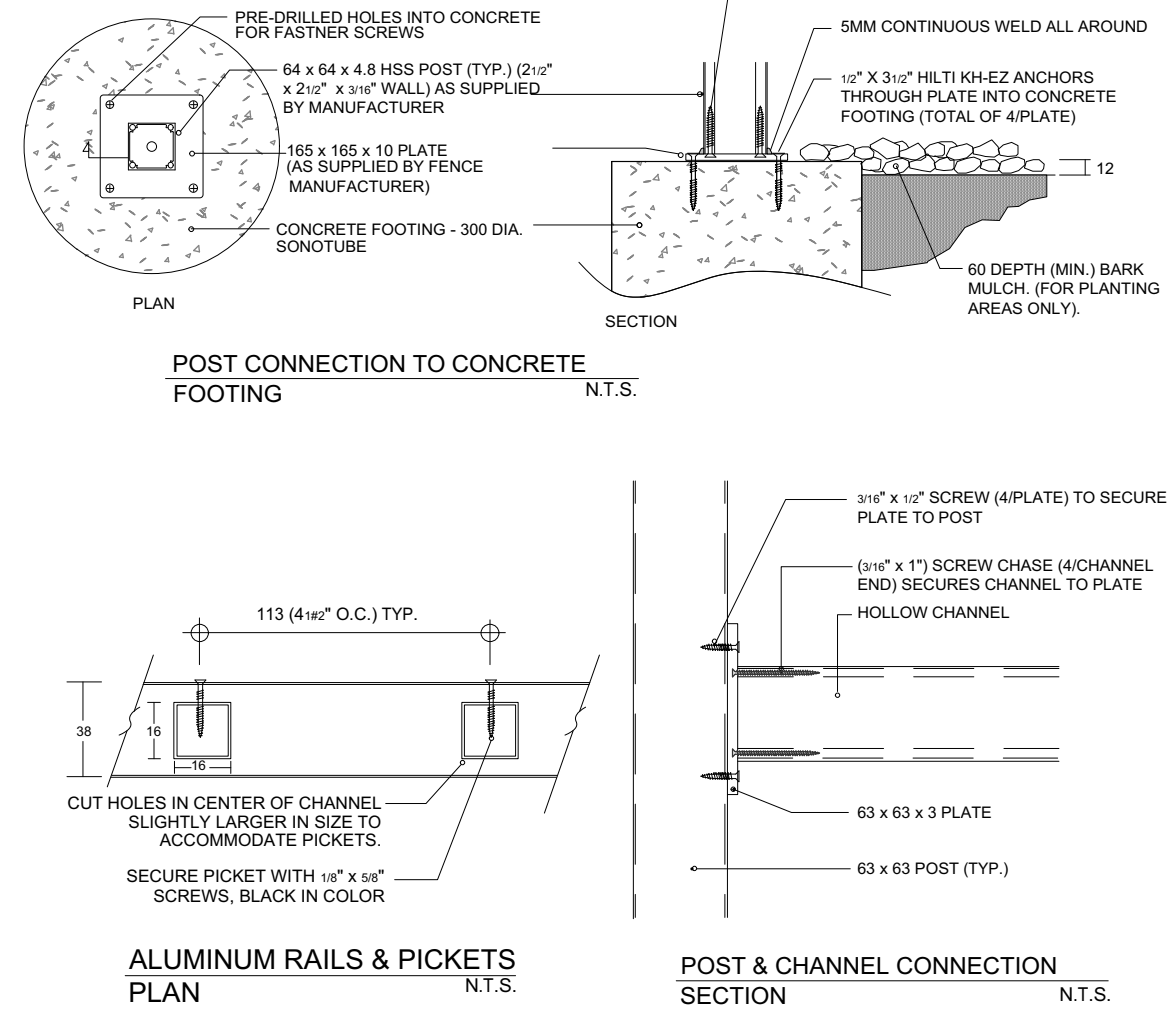 PRE-DRILLED HOLES INTO CONCRETE
FOR FASTNER SCREWS
64 x 64 x 4.8 HSS POST (TYP.) (2 1/2"
x 2 1/2" x 3/16" WALL) AS SUPPLIED
BY MANUFACTURER
165 x 165 x 10 PLATE
(AS SUPPLIED BY FENCE
MANUFACTURER)
CONCRETE FOOTING - 300 DIA.
SONOTUBE
PLAN
5MM CONTINUOUS WELD ALL AROUND
1/2" X 3 1/2" HILTI KH-EZ ANCHORS
THROUGH PLATE INTO CONCRETE
FOOTING (TOTAL OF 4/PLATE)
12
60 DEPTH (MIN.) BARK
MULCH. (FOR PLANTING
AREAS ONLY).
SECTION
POST CONNECTION TO CONCRETE
FOOTING
N.T.S.
113 (4 1#2" O.C.) TYP.
38
16
16
CUT HOLES IN CENTER OF CHANNEL
SLIGHTLY LARGER IN SIZE TO
ACCOMMODATE PICKETS.
SECURE PICKET WITH 1/8" x 5/8"
SCREWS, BLACK IN COLOR
ALUMINUM RAILS & PICKETS
PLAN
N.T.S.
3/16" x 1/2" SCREW (4/PLATE) TO SECURE
PLATE TO POST
(3/16" x 1") SCREW CHASE (4/CHANNEL
END) SECURES CHANNEL TO PLATE
HOLLOW CHANNEL
63 x 63 x 3 PLATE
63 x 63 POST (TYP.)
POST & CHANNEL CONNECTION
SECTION
N.T.S.